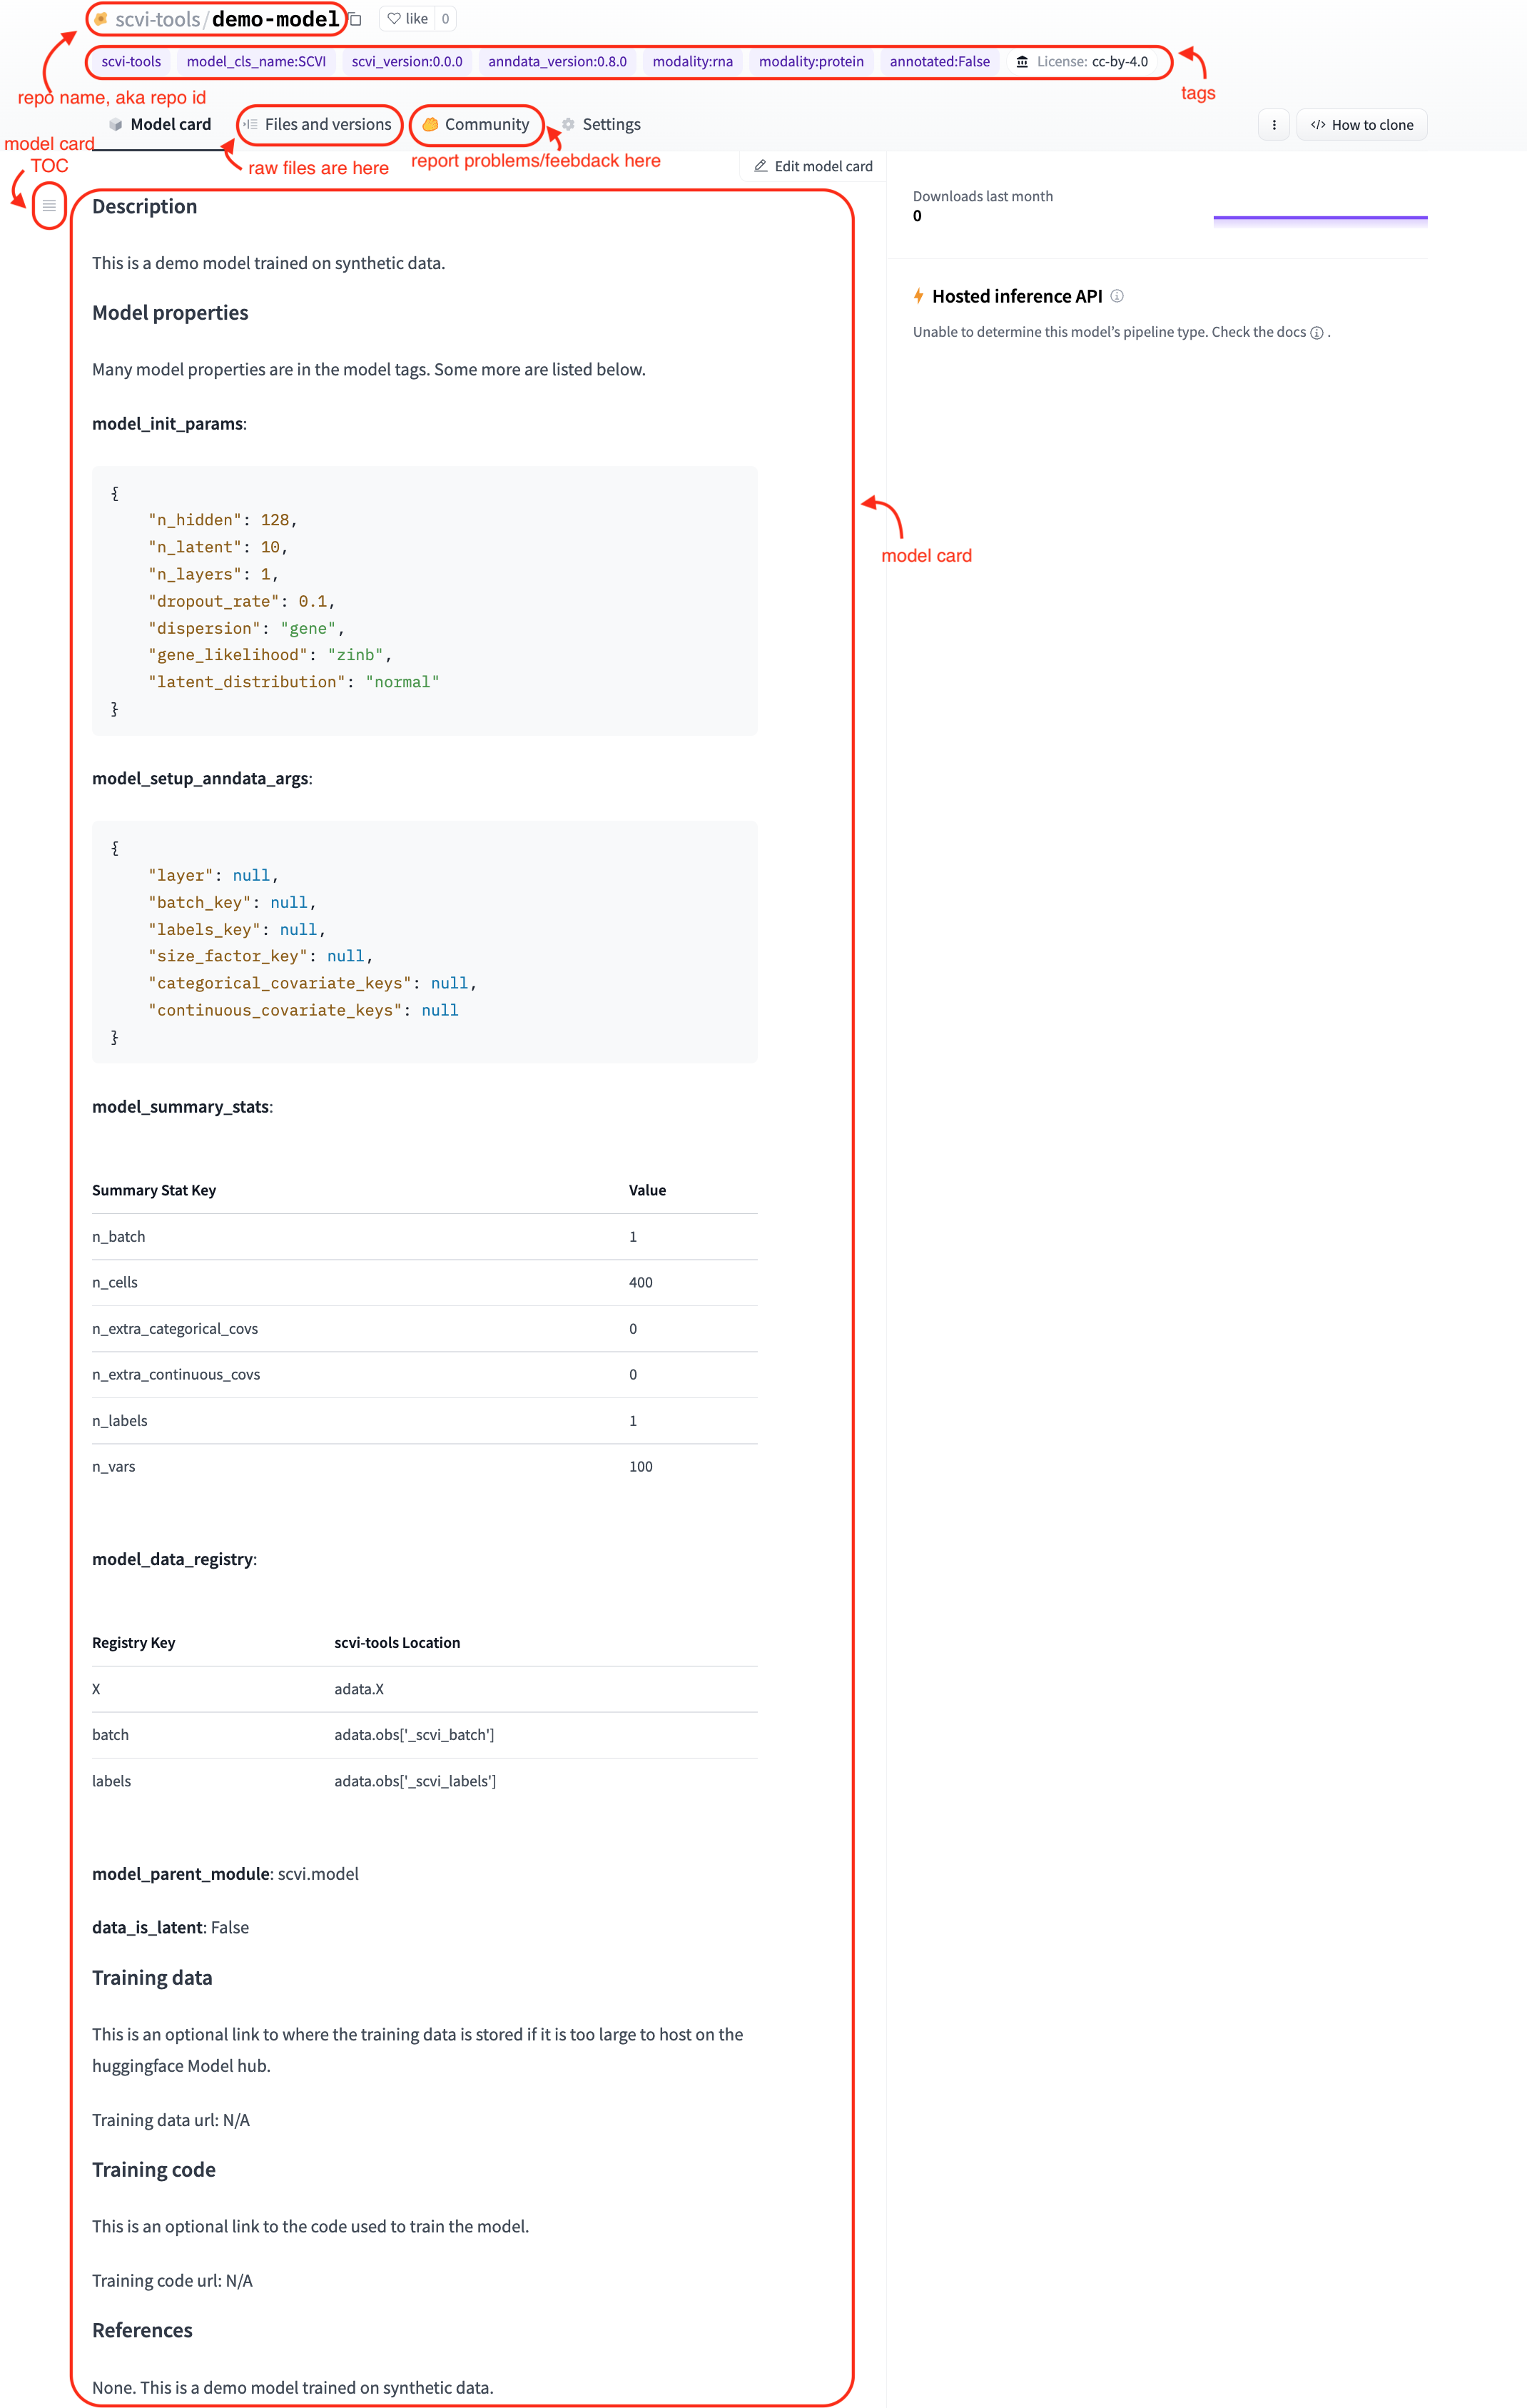 scvi-tools/demo-model like 0
scvi-tools model_cls_name:SCVI scvi_version:0.0.0 anndata_version:0.8.0 modality:rna modality:protein annotated:False License: cc-by-4.0
repo name, aka repo id
tags
Model card Files and versions Community Settings How to clone
model card
TOC
raw files are here
report problems/feebdack here
Edit model card
Description
This is a demo model trained on synthetic data.
Model properties
Many model properties are in the model tags. Some more are listed below.
model_init_params:
{
"n_hidden": 128,
"n_latent": 10,
"n_layers": 1,
"dropout_rate": 0.1,
"dispersion": "gene",
"gene_likelihood": "zinb",
"latent_distribution": "normal"
}
model_setup_anndata_args:
{
"layer": null,
"batch_key": null,
"labels_key": null,
"size_factor_key": null,
"categorical_covariate_keys": null,
"continuous_covariate_keys": null
}
model_summary_stats:
Summary Stat Key Value
n_batch 1
n_cells 400
n_extra_categorical_covs 0
n_extra_continuous_covs 0
n_labels 1
n_vars 100
model_data_registry:
Registry Key scvi-tools Location
X adata.X
batch adata.obs['_scvi_batch']
labels adata.obs['_scvi_labels']
model_parent_module: scvi.model
data_is_latent: False
Training data
This is an optional link to where the training data is stored if it is too large to host on the
huggingface Model hub.
Training data url: N/A
Training code
This is an optional link to the code used to train the model.
Training code url: N/A
References
None. This is a demo model trained on synthetic data.
model card
Downloads last month
0
Hosted inference API
Unable to determine this model's pipeline type. Check the docs .